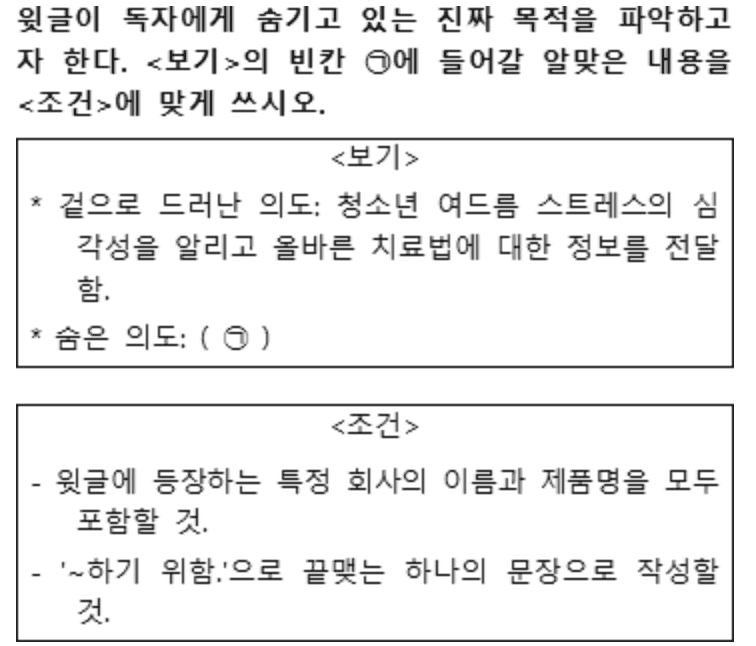 윗글이 독자에게 숨기고 있는 진짜 목적을 파악하고
자 한다. <보기>의 빈칸 ㉠에 들어갈 알맞은 내용을
<조건>에 맞게 쓰시오.
<보기>
* 겉으로 드러난 의도: 청소년 여드름 스트레스의 심
각성을 알리고 올바른 치료법에 대한 정보를 전달
함.
* 숨은 의도: ( ㉠ )
<조건>
- 윗글에 등장하는 특정 회사의 이름과 제품명을 모두
포함할 것.
- '~하기 위함.'으로 끝맺는 하나의 문장으로 작성할
것.